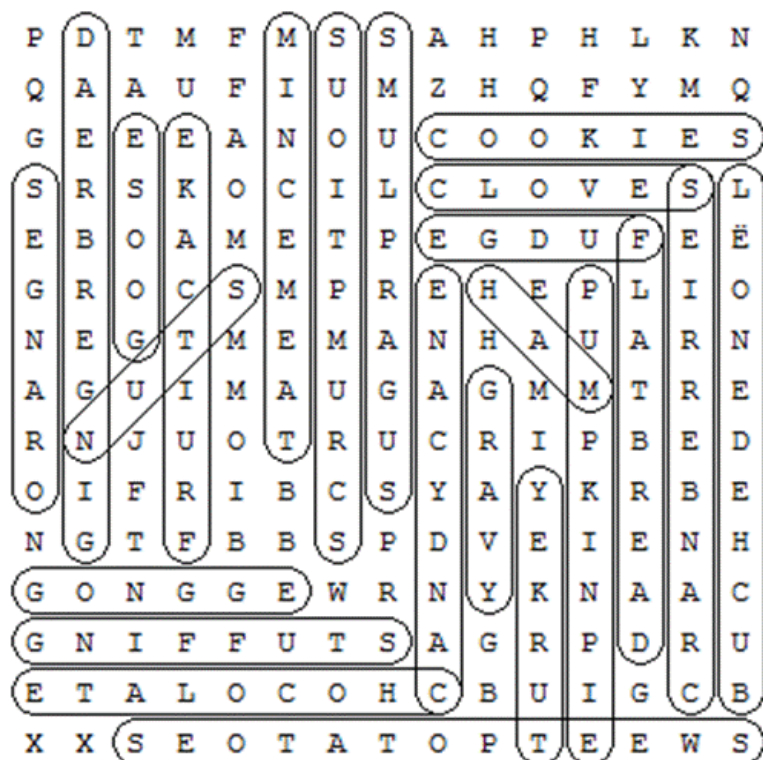 P D T M F M S S A H P H L K N
Q A A U F I U M Z H Q F Y M Q
G E E E A N O U C O O K I E S
S R S K O C I L C L O V E S L
E B O A M E T P E G D U F E Ë
G R O C S M P R E H E P L I O
N E G T M E M A N H A U A R N
A G U I M A U G A G M M T R E
R N J U O T R U C R I P B E D
O I F R I B C S Y A Y K R B E
N G T F B B S P D V E I E N H
G O N G G E W R N Y K N A A C
G N I F F U T S A G R P D R U
E T A L O C O H C B U I G C B
X X S E O T A T O P T E E W S